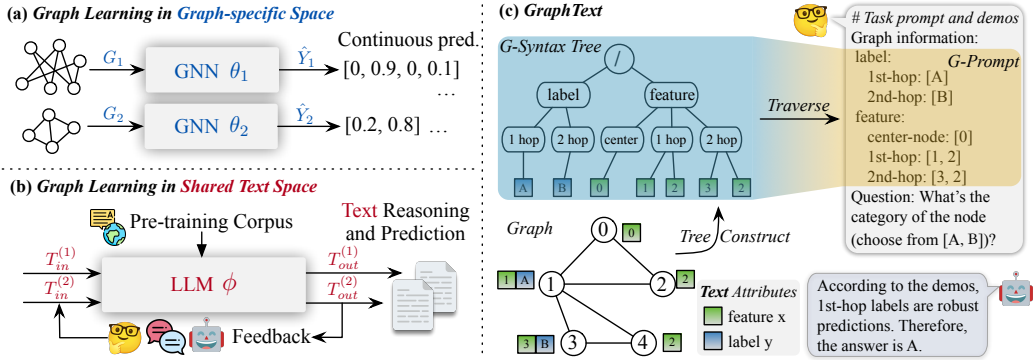 (a) Graph Learning in Graph-specific Space
G1
GNN θ1
Ŷ1
Continuous pred.
[0, 0.9, 0, 0.1]
...
G2
GNN θ2
Ŷ2
[0.2, 0.8] ...
(b) Graph Learning in Shared Text Space
Pre-training Corpus
Text Reasoning
and Prediction
T_in^(1)
T_in^(2)
LLM ϕ
T_out^(1)
T_out^(2)
Feedback
(c) GraphText
G-Syntax Tree
/
label
feature
1 hop
2 hop
center
1 hop
2 hop
A
B
0
1
2
3
2
Traverse
# Task prompt and demos
Graph information:
G-Prompt
label:
1st-hop: [A]
2nd-hop: [B]
feature:
center-node: [0]
1st-hop: [1, 2]
2nd-hop: [3, 2]
Question: What's the
category of the node
(choose from [A, B])?
Graph
Tree Construct
0
0
1
A
1
2
2
3
B
3
4
2
Text Attributes
feature x
label y
According to the demos,
1st-hop labels are robust
predictions. Therefore,
the answer is A.